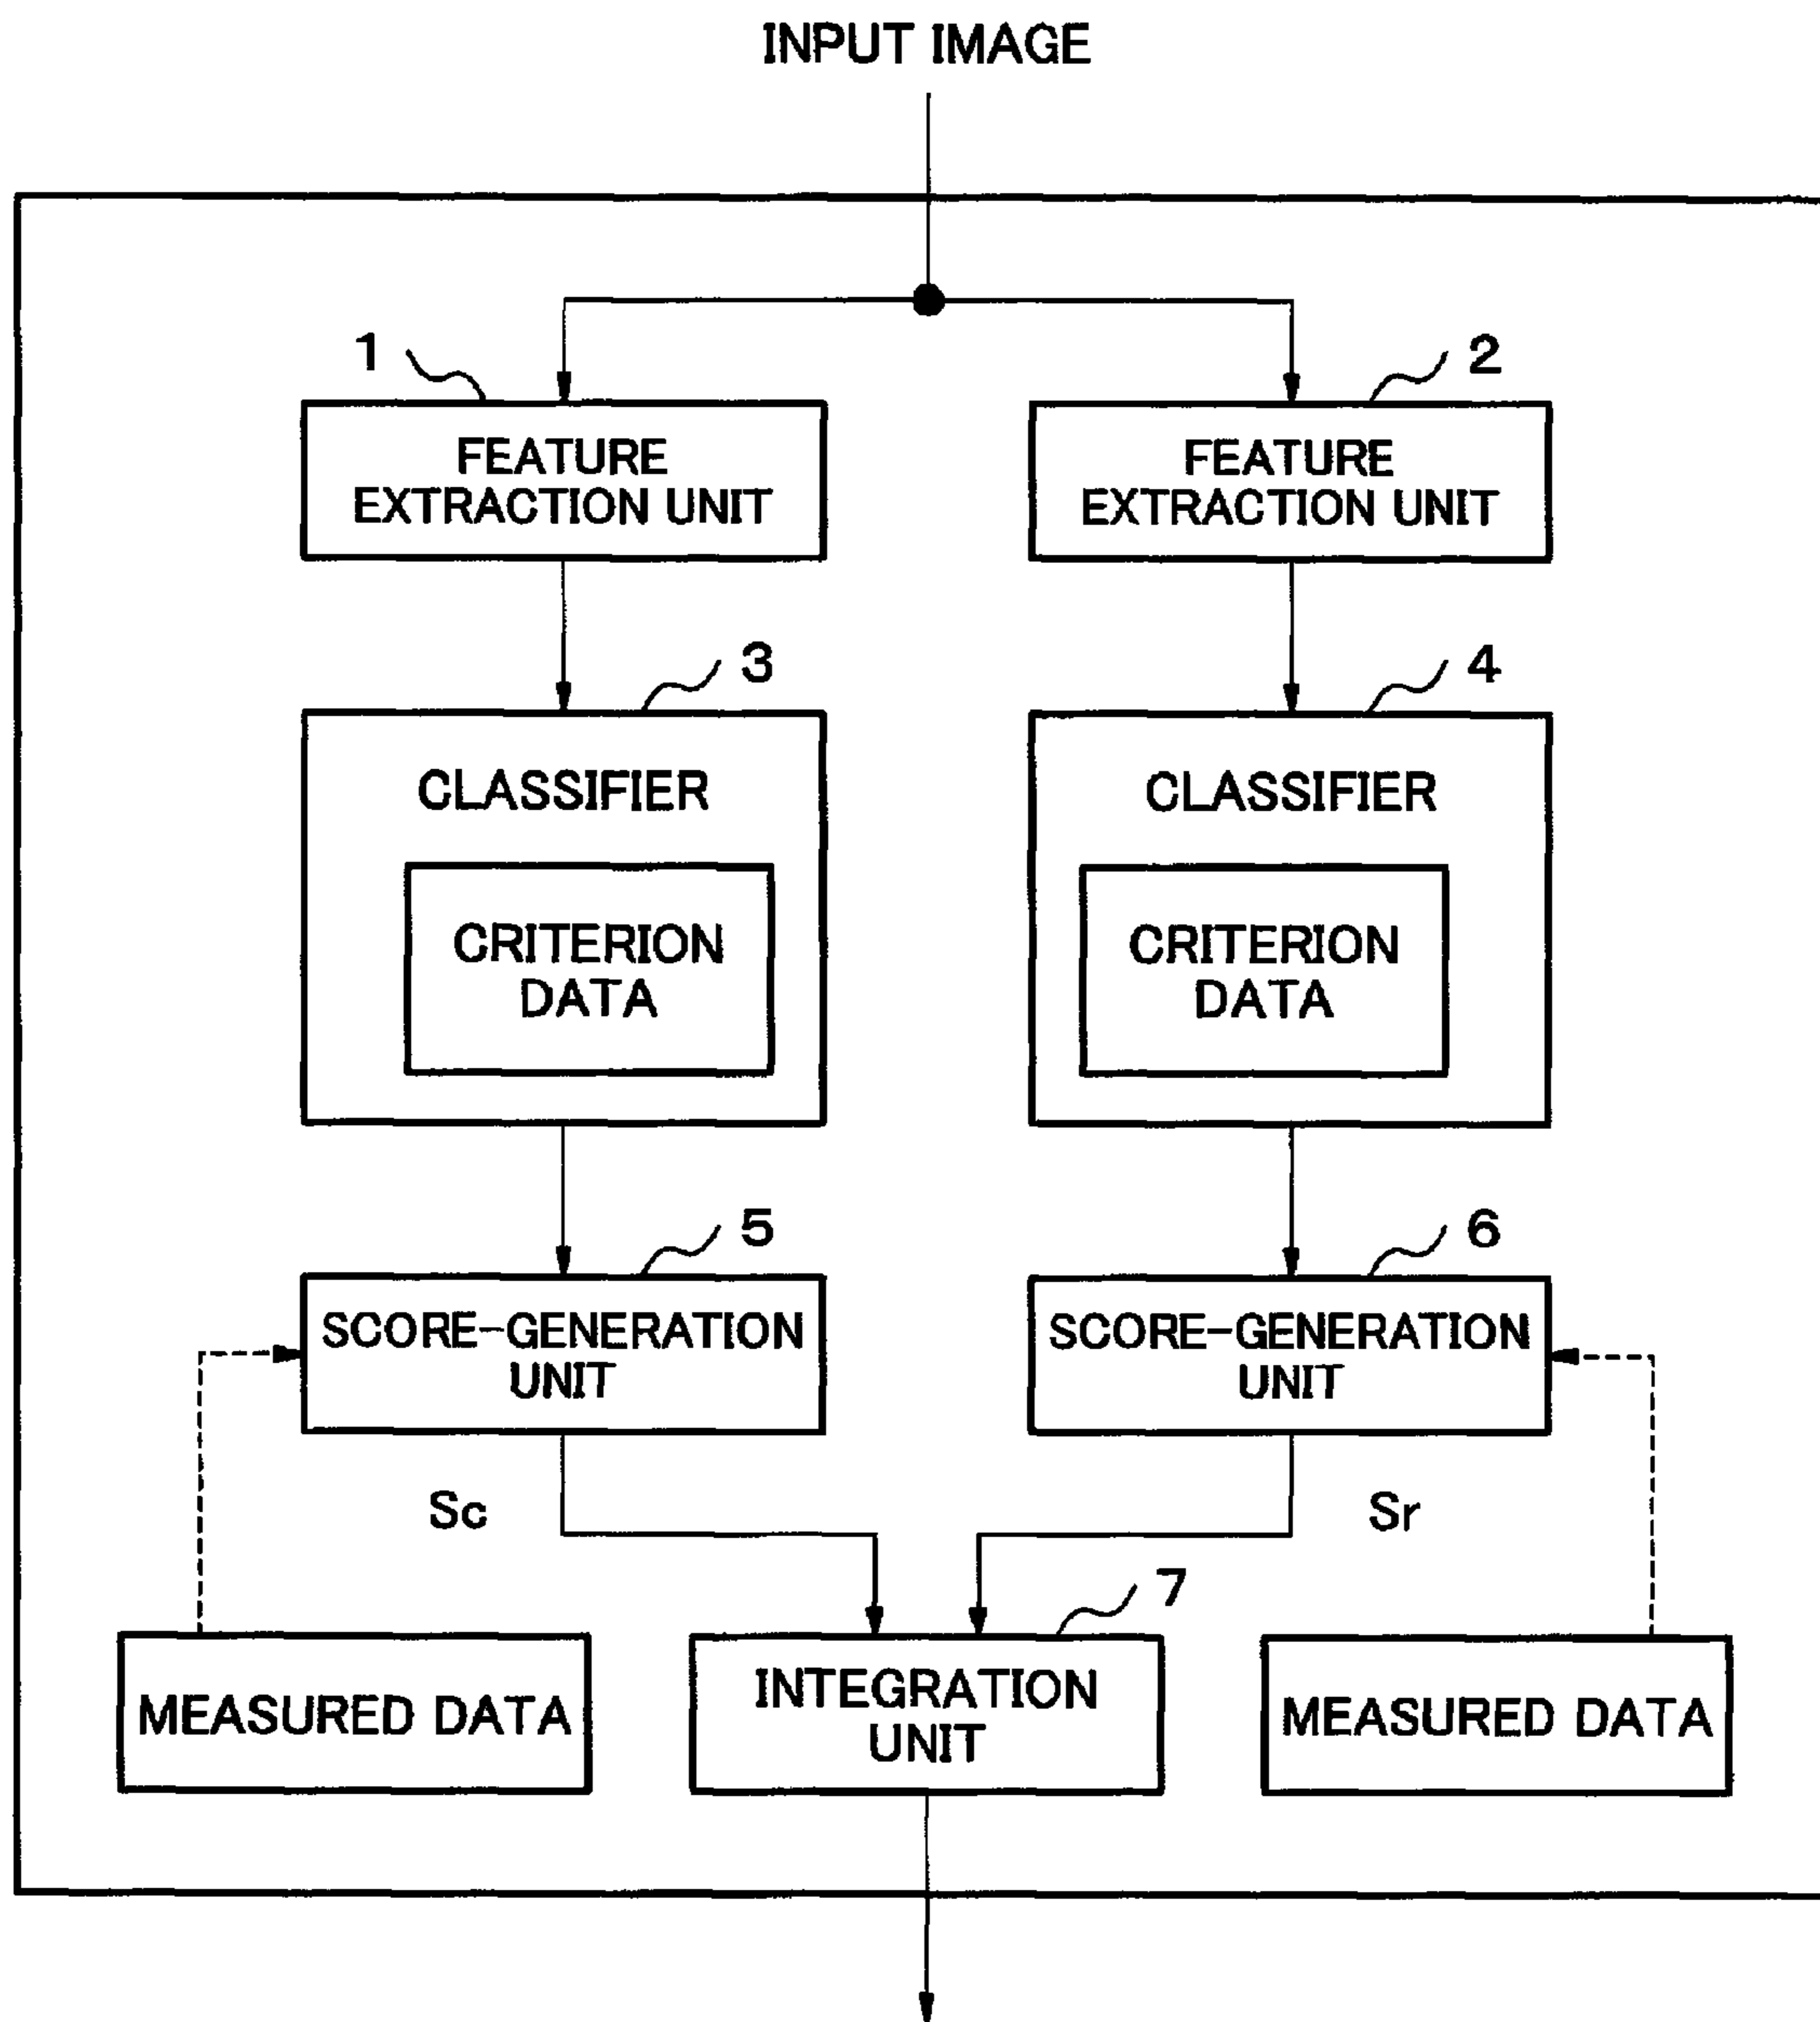 INPUT IMAGE
1
2
FEATURE
EXTRACTION UNIT
FEATURE
EXTRACTION UNIT
3
4
CLASSIFIER
CLASSIFIER
CRITERION
DATA
CRITERION
DATA
5
6
SCORE-GENERATION
UNIT
SCORE-GENERATION
UNIT
Sc
Sr
7
MEASURED DATA
INTEGRATION
UNIT
MEASURED DATA